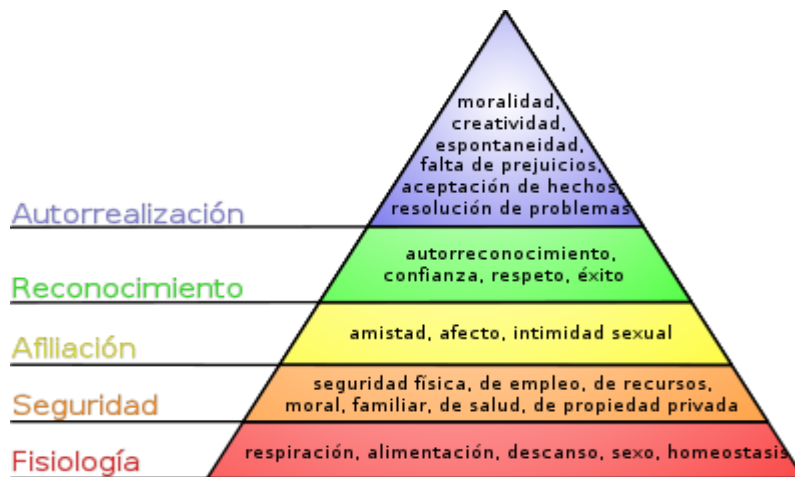 moralidad,
creatividad,
espontaneidad,
falta de prejuicios,
aceptación de hechos,
resolución de problemas
Autorrealización
autorreconocimiento,
confianza, respeto, éxito
Reconocimiento
amistad, afecto, intimidad sexual
Afiliación
seguridad física, de empleo, de recursos,
moral, familiar, de salud, de propiedad privada
Seguridad
respiración, alimentación, descanso, sexo, homeostasis
Fisiología